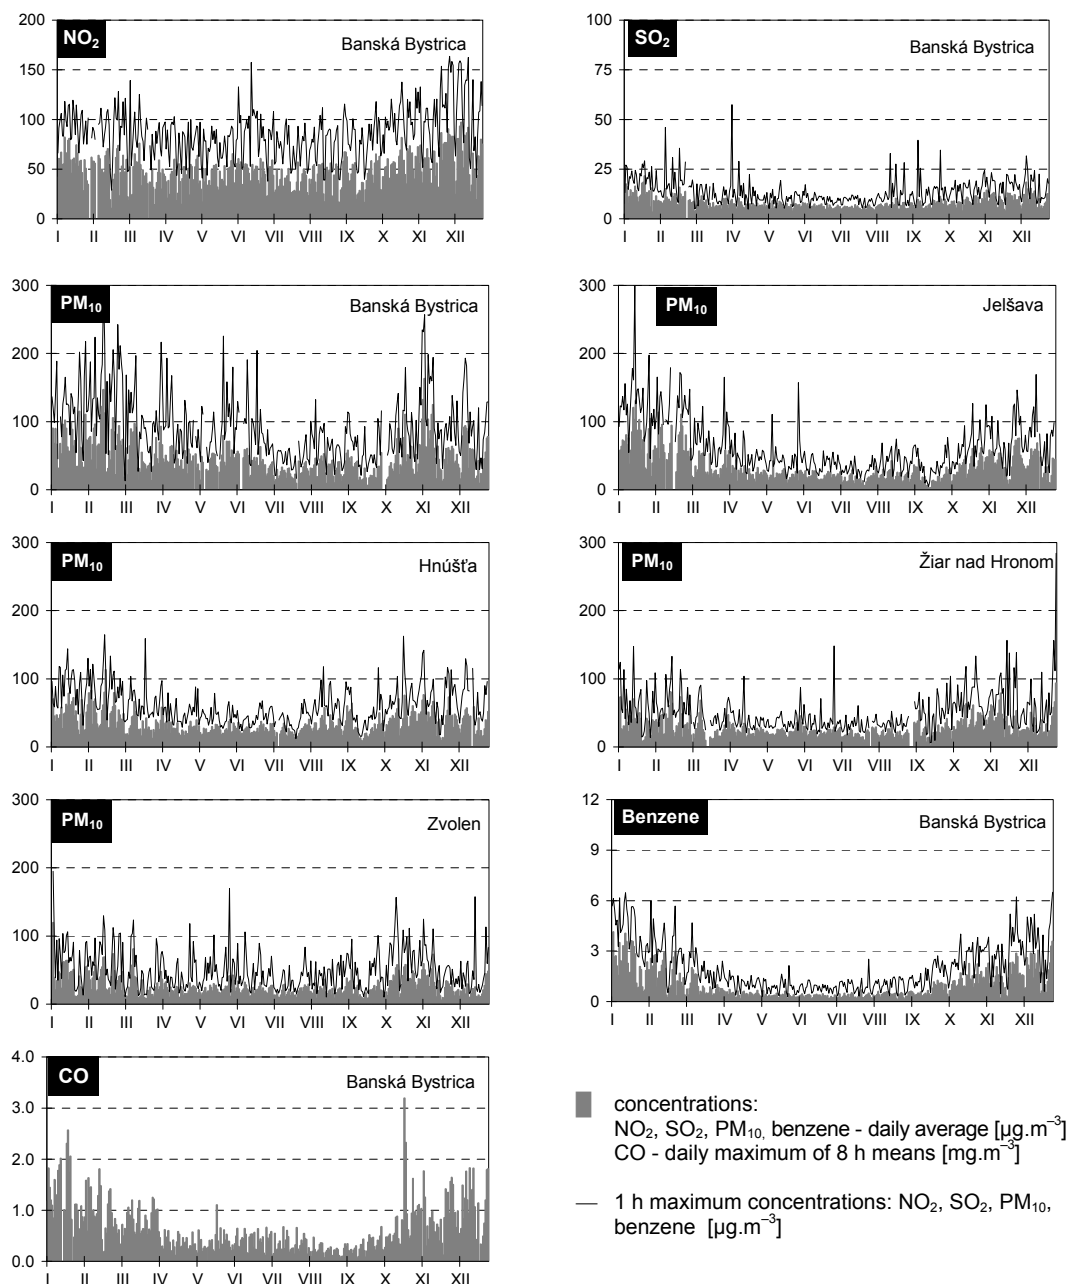 NO₂
Banská Bystrica
200
150
100
50
0
I II III IV V VI VII VIII IX X XI XII
SO₂
Banská Bystrica
100
75
50
25
0
I II III IV V VI VII VIII IX X XI XII
PM₁₀
Banská Bystrica
300
200
100
0
I II III IV V VI VII VIII IX X XI XII
PM₁₀
Jelšava
300
200
100
0
I II III IV V VI VII VIII IX X XI XII
PM₁₀
Hnúšťa
300
200
100
0
I II III IV V VI VII VIII IX X XI XII
PM₁₀
Žiar nad Hronom
300
200
100
0
I II III IV V VI VII VIII IX X XI XII
PM₁₀
Zvolen
300
200
100
0
I II III IV V VI VII VIII IX X XI XII
Benzene
Banská Bystrica
12
9
6
3
0
I II III IV V VI VII VIII IX X XI XII
CO
Banská Bystrica
4.0
3.0
2.0
1.0
0.0
I II III IV V VI VII VIII IX X XI XII
concentrations:
NO₂, SO₂, PM₁₀, benzene - daily average [µg.m⁻³]
CO - daily maximum of 8 h means [mg.m⁻³]
1 h maximum concentrations: NO₂, SO₂, PM₁₀,
benzene [µg.m⁻³]